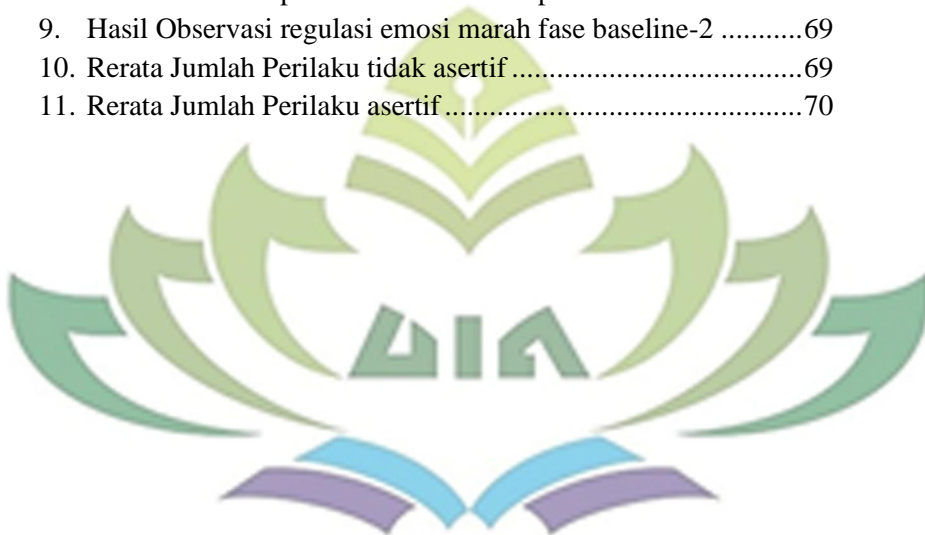 9. Hasil Observasi regulasi emosi marah fase baseline-2 ...........69
10. Rerata Jumlah Perilaku tidak asertif .......................................69
11. Rerata Jumlah Perilaku asertif ................................................70
UIN